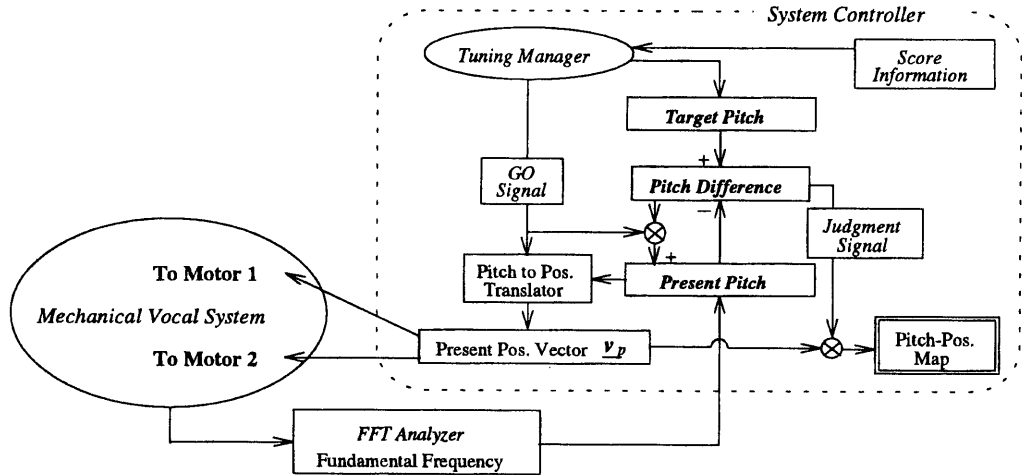 System Controller
Tuning Manager
Score
Information
Target Pitch
+
GO
Signal
Pitch Difference
−
Judgment
Signal
+
To Motor 1
Pitch to Pos.
Translator
Present Pitch
Mechanical Vocal System
To Motor 2
Present Pos. Vector v p
Pitch-Pos.
Map
FFT Analyzer
Fundamental Frequency